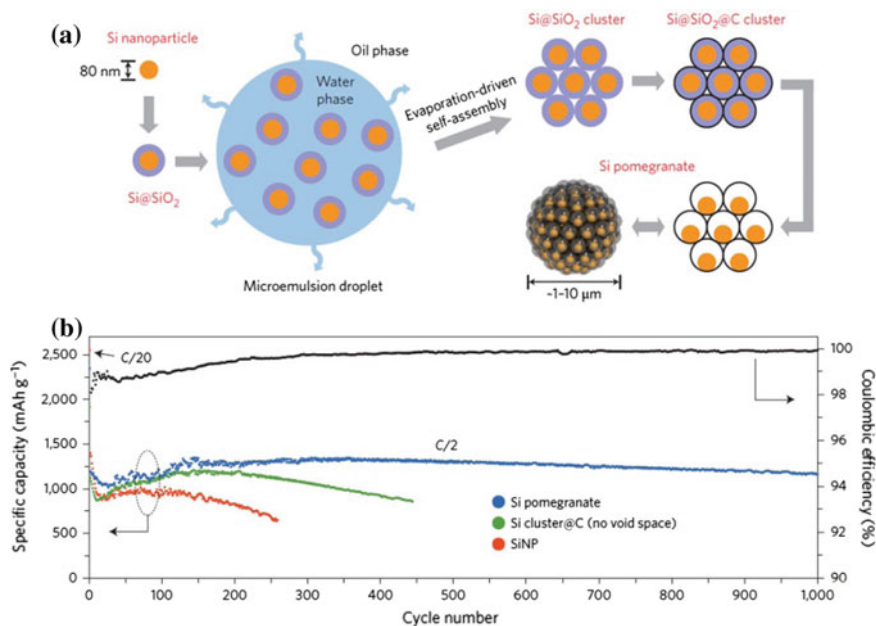 (a)
Si nanoparticle
80 nm
Si@SiO₂
Oil phase
Water
phase
Microemulsion droplet
Evaporation-driven
self-assembly
Si@SiO₂ cluster
Si@SiO₂@C cluster
Si pomegranate
~1–10 μm
(b)
Specific capacity (mAh g⁻¹)
2,500
2,000
1,500
1,250
1,000
500
0
C/20
C/2
Si pomegranate
Si cluster@C (no void space)
SiNP
100
98
96
95
94
92
90
Coulombic efficiency (%)
0
100
200
300
400
500
600
700
800
900
1,000
Cycle number